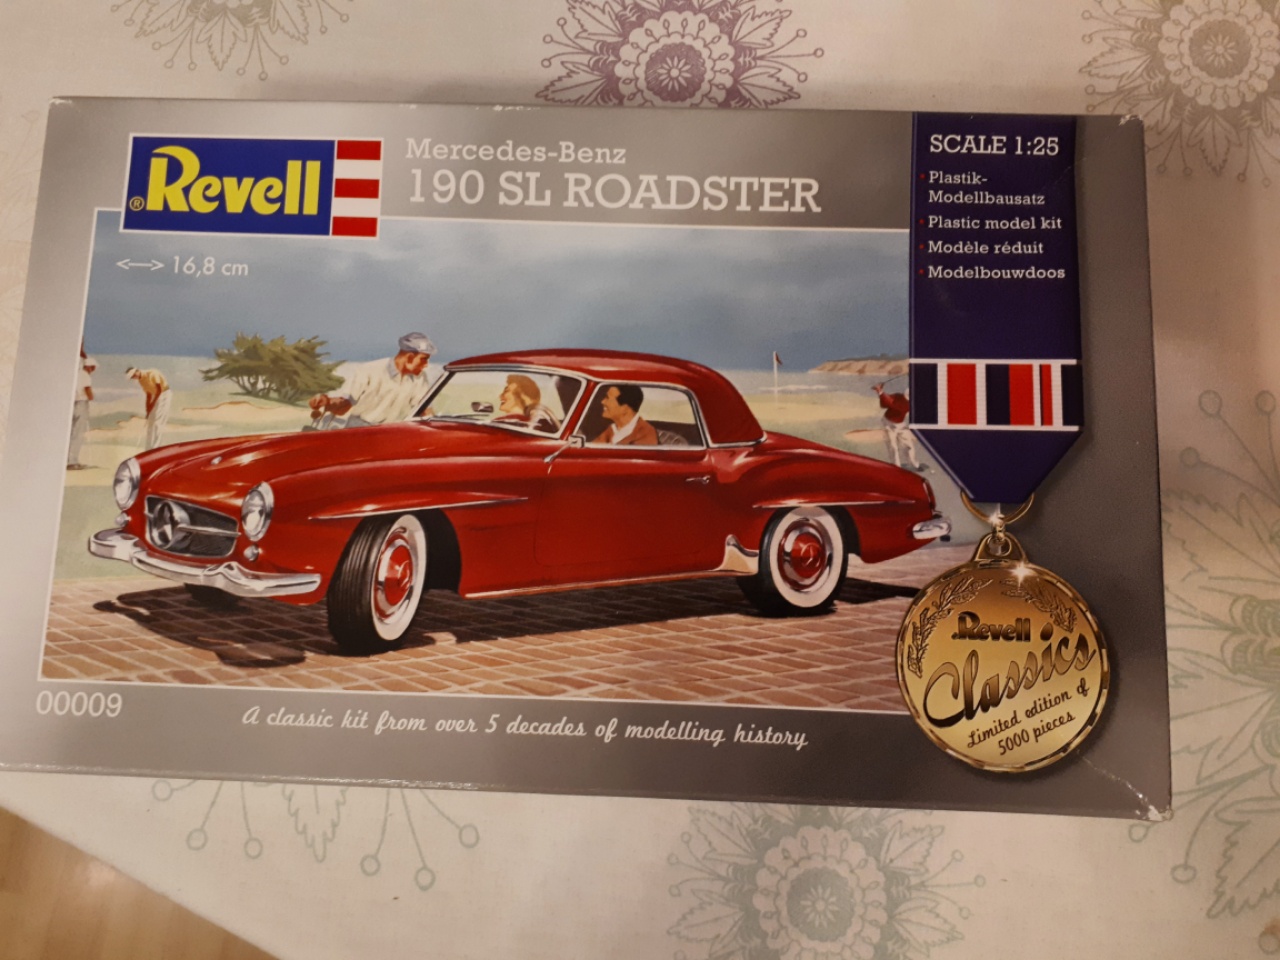 Revell
®
Mercedes-Benz
190 SL ROADSTER
16,8 cm
SCALE 1:25
Plastik-
Modellbausatz
Plastic model kit
Modèle réduit
Modelbouwdoos
Revell
Classics
Limited edition of
5000 pieces
00009
A classic kit from over 5 decades of modelling history